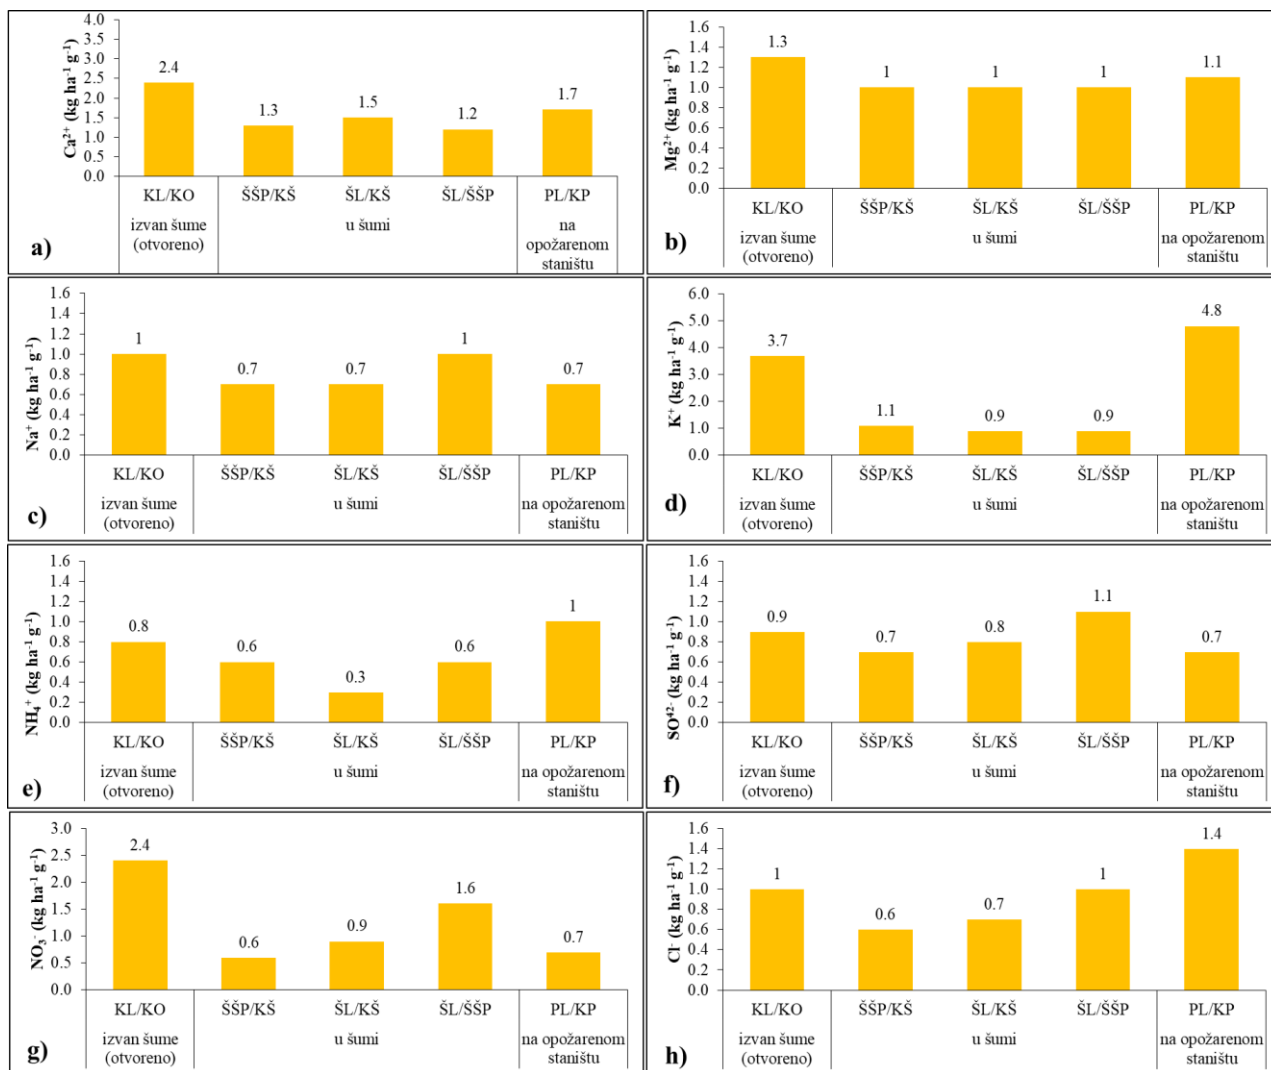 Ca²⁺ (kg ha⁻¹ g⁻¹)
4.0
3.5
3.0
2.5
2.0
1.5
1.0
0.5
0.0
2.4
1.3
1.5
1.2
1.7
KL/KO ŠŠP/KŠ ŠL/KŠ ŠL/ŠŠP PL/KP
izvan šume u šumi na
(otvoreno) opožarenom
staništu
a)
Mg²⁺ (kg ha⁻¹ g⁻¹)
1.6
1.4
1.2
1.0
0.8
0.6
0.4
0.2
0.0
1.3
1
1
1
1.1
KL/KO ŠŠP/KŠ ŠL/KŠ ŠL/ŠŠP PL/KP
izvan šume u šumi na opožarenom
(otvoreno) staništu
b)
Na⁺ (kg ha⁻¹ g⁻¹)
1.6
1.4
1.2
1.0
0.8
0.6
0.4
0.2
0.0
1
0.7
0.7
1
0.7
KL/KO ŠŠP/KŠ ŠL/KŠ ŠL/ŠŠP PL/KP
izvan šume u šumi na opožarenom
(otvoreno) staništu
c)
K⁺ (kg ha⁻¹ g⁻¹)
6.0
5.0
4.0
3.0
2.0
1.0
0.0
3.7
1.1
0.9
0.9
4.8
KL/KO ŠŠP/KŠ ŠL/KŠ ŠL/ŠŠP PL/KP
izvan šume u šumi na opožarenom
(otvoreno) staništu
d)
NH₄⁺ (kg ha⁻¹ g⁻¹)
1.6
1.4
1.2
1.0
0.8
0.6
0.4
0.2
0.0
0.8
0.6
0.3
0.6
1
KL/KO ŠŠP/KŠ ŠL/KŠ ŠL/ŠŠP PL/KP
izvan šume u šumi na opožarenom
(otvoreno) staništu
e)
SO⁴²⁻ (kg ha⁻¹ g⁻¹)
1.6
1.4
1.2
1.0
0.8
0.6
0.4
0.2
0.0
0.9
0.7
0.8
1.1
0.7
KL/KO ŠŠP/KŠ ŠL/KŠ ŠL/ŠŠP PL/KP
izvan šume u šumi na opožarenom
(otvoreno) staništu
f)
NO₃⁻ (kg ha⁻¹ g⁻¹)
3.0
2.5
2.0
1.5
1.0
0.5
0.0
2.4
0.6
0.9
1.6
0.7
KL/KO ŠŠP/KŠ ŠL/KŠ ŠL/ŠŠP PL/KP
izvan šume u šumi na opožarenom
(otvoreno) staništu
g)
Cl⁻ (kg ha⁻¹ g⁻¹)
1.6
1.4
1.2
1.0
0.8
0.6
0.4
0.2
0.0
1
0.6
0.7
1
1.4
KL/KO ŠŠP/KŠ ŠL/KŠ ŠL/ŠŠP PL/KP
izvan šume u šumi na opožarenom
(otvoreno) staništu
h)